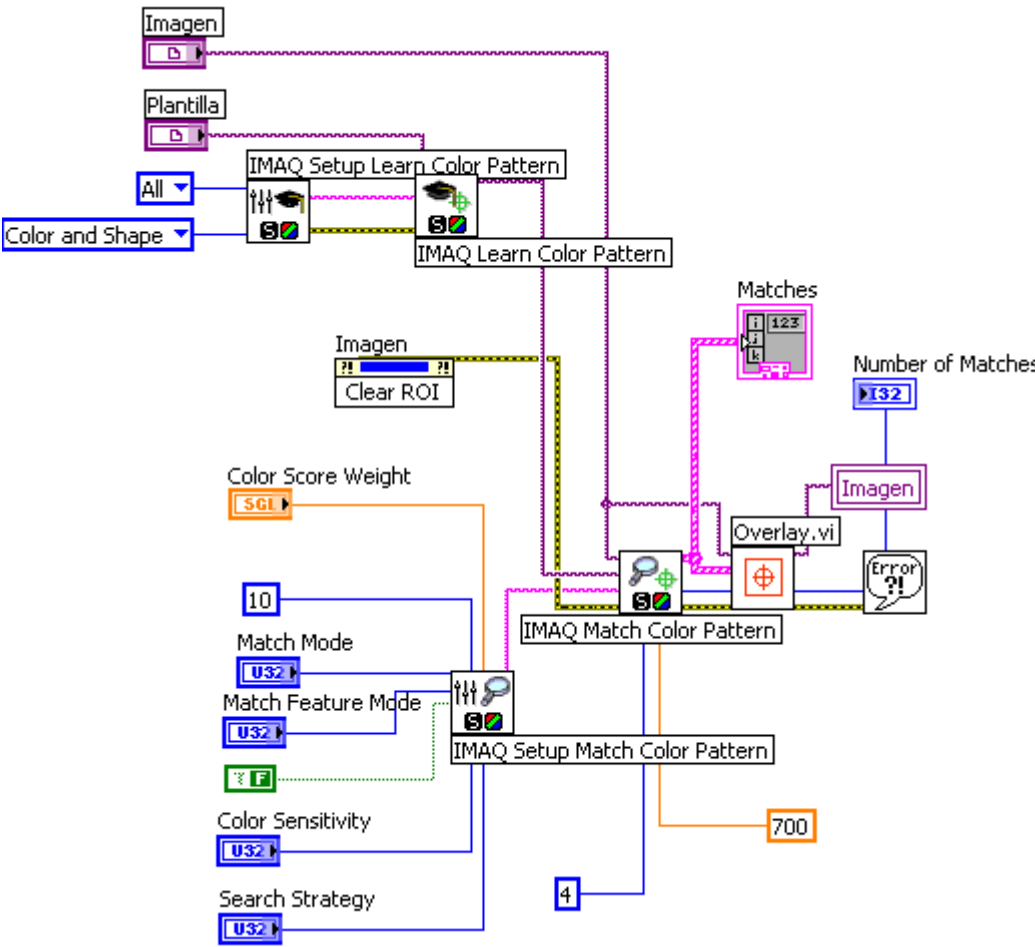 Imagen
Plantilla
IMAQ Setup Learn Color Pattern
All
Color and Shape
IMAQ Learn Color Pattern
Matches
i
123
j
k
Imagen
?! ?!
Clear ROI
Number of Matches
I32
Color Score Weight
SGL
Imagen
Overlay.vi
Error
?!
10
IMAQ Match Color Pattern
Match Mode
U32
Match Feature Mode
U32
S
IMAQ Setup Match Color Pattern
F
700
Color Sensitivity
U32
4
Search Strategy
U32